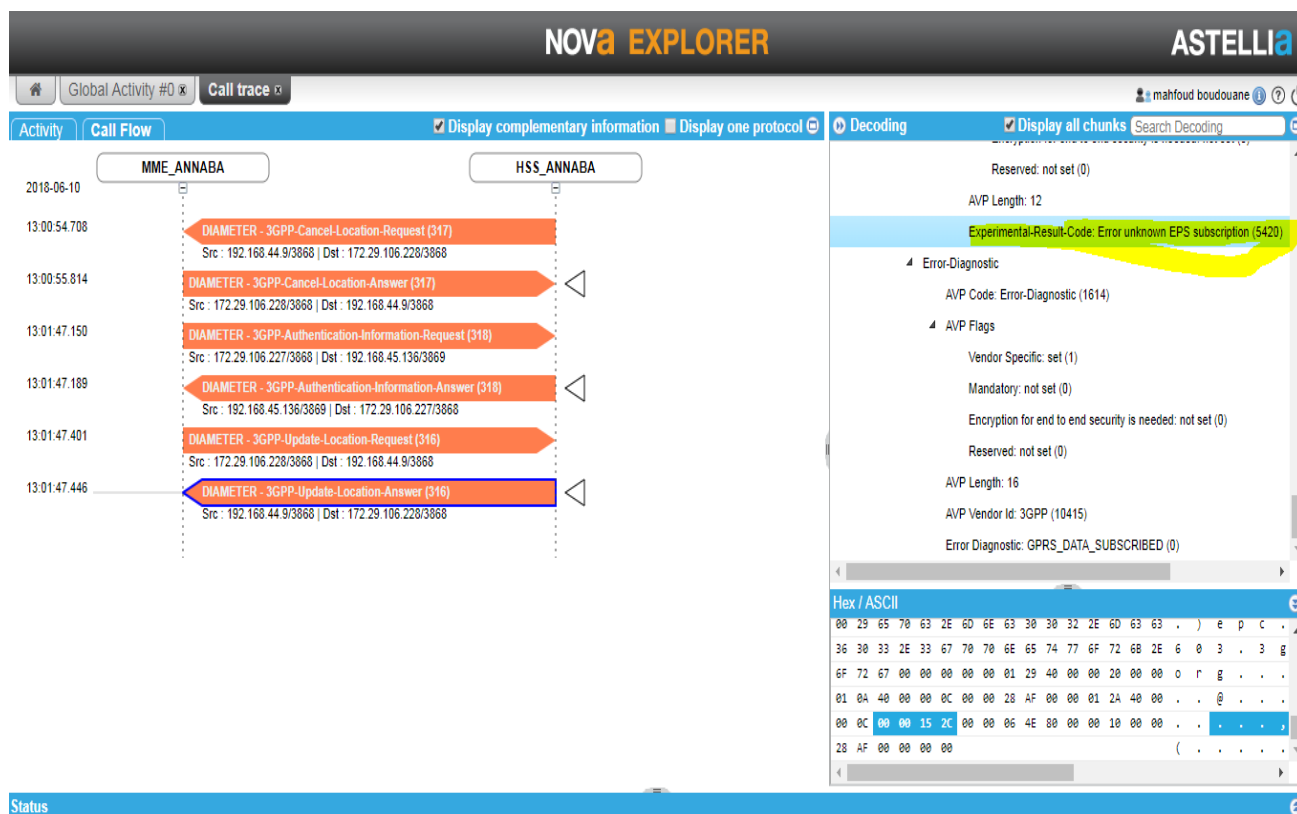 NOVa EXPLORER
ASTELLIa
Global Activity #0
Call trace
mahfoud boudouane
Activity
Call Flow
Display complementary information
Display one protocol
MME_ANNABA
HSS_ANNABA
2018-06-10
13:00:54.708
DIAMETER - 3GPP-Cancel-Location-Request (317)
Src : 192.168.44.9/3868 | Dst : 172.29.106.228/3868
13:00:55.814
DIAMETER - 3GPP-Cancel-Location-Answer (317)
Src : 172.29.106.228/3868 | Dst : 192.168.44.9/3868
13:01:47.150
DIAMETER - 3GPP-Authentication-Information-Request (318)
Src : 172.29.106.227/3868 | Dst : 192.168.45.136/3869
13:01:47.189
DIAMETER - 3GPP-Authentication-Information-Answer (318)
Src : 192.168.45.136/3869 | Dst : 172.29.106.227/3868
13:01:47.401
DIAMETER - 3GPP-Update-Location-Request (316)
Src : 172.29.106.228/3868 | Dst : 192.168.44.9/3868
13:01:47.446
DIAMETER - 3GPP-Update-Location-Answer (316)
Src : 192.168.44.9/3868 | Dst : 172.29.106.228/3868
Decoding
Display all chunks
Search Decoding
Reserved: not set (0)
AVP Length: 12
Experimental-Result-Code: Error unknown EPS subscription (5420)
Error-Diagnostic
AVP Code: Error-Diagnostic (1614)
AVP Flags
Vendor Specific: set (1)
Mandatory: not set (0)
Encryption for end to end security is needed: not set (0)
Reserved: not set (0)
AVP Length: 16
AVP Vendor Id: 3GPP (10415)
Error Diagnostic: GPRS_DATA_SUBSCRIBED (0)
Hex / ASCII
00 29 65 70 63 2E 6D 6E 63 30 30 32 2E 6D 63 63 . ) e p c .
36 30 33 2E 33 67 70 70 6E 65 74 77 6F 72 6B 2E 6 0 3 . 3 g
6F 72 67 00 00 00 00 00 01 29 40 00 00 20 00 00 o r g . . .
01 0A 40 00 00 0C 00 00 28 AF 00 00 01 2A 40 00 . . @ . . .
00 0C 00 00 15 2C 00 00 06 4E 80 00 00 10 00 00 . . . . . ,
28 AF 00 00 00 00 ( . . . . .
Status